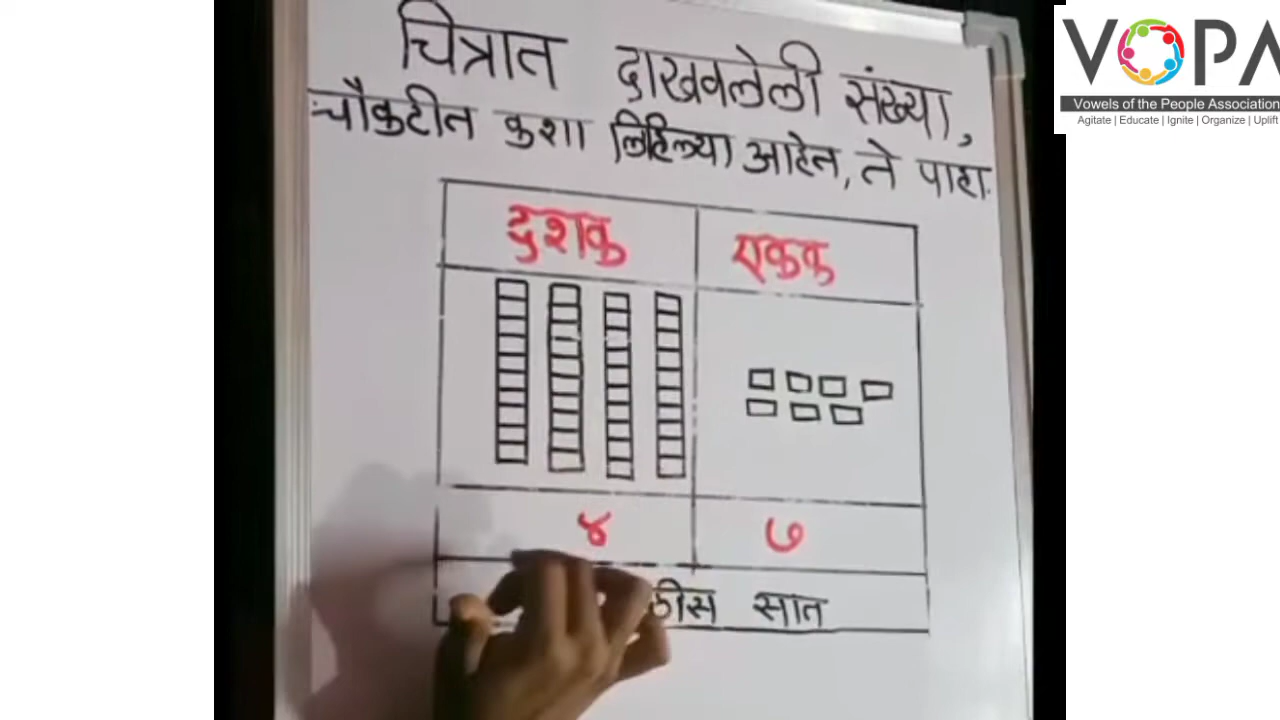 चित्रात दाखवलेली संख्या,
चौकटीत कशा लिहिल्या आहेत, ते पाहा.
दशक एकक
४ ७
सात
VOPA
Vowels of the People Association
Agitate | Educate | Ignite | Organize | Uplift